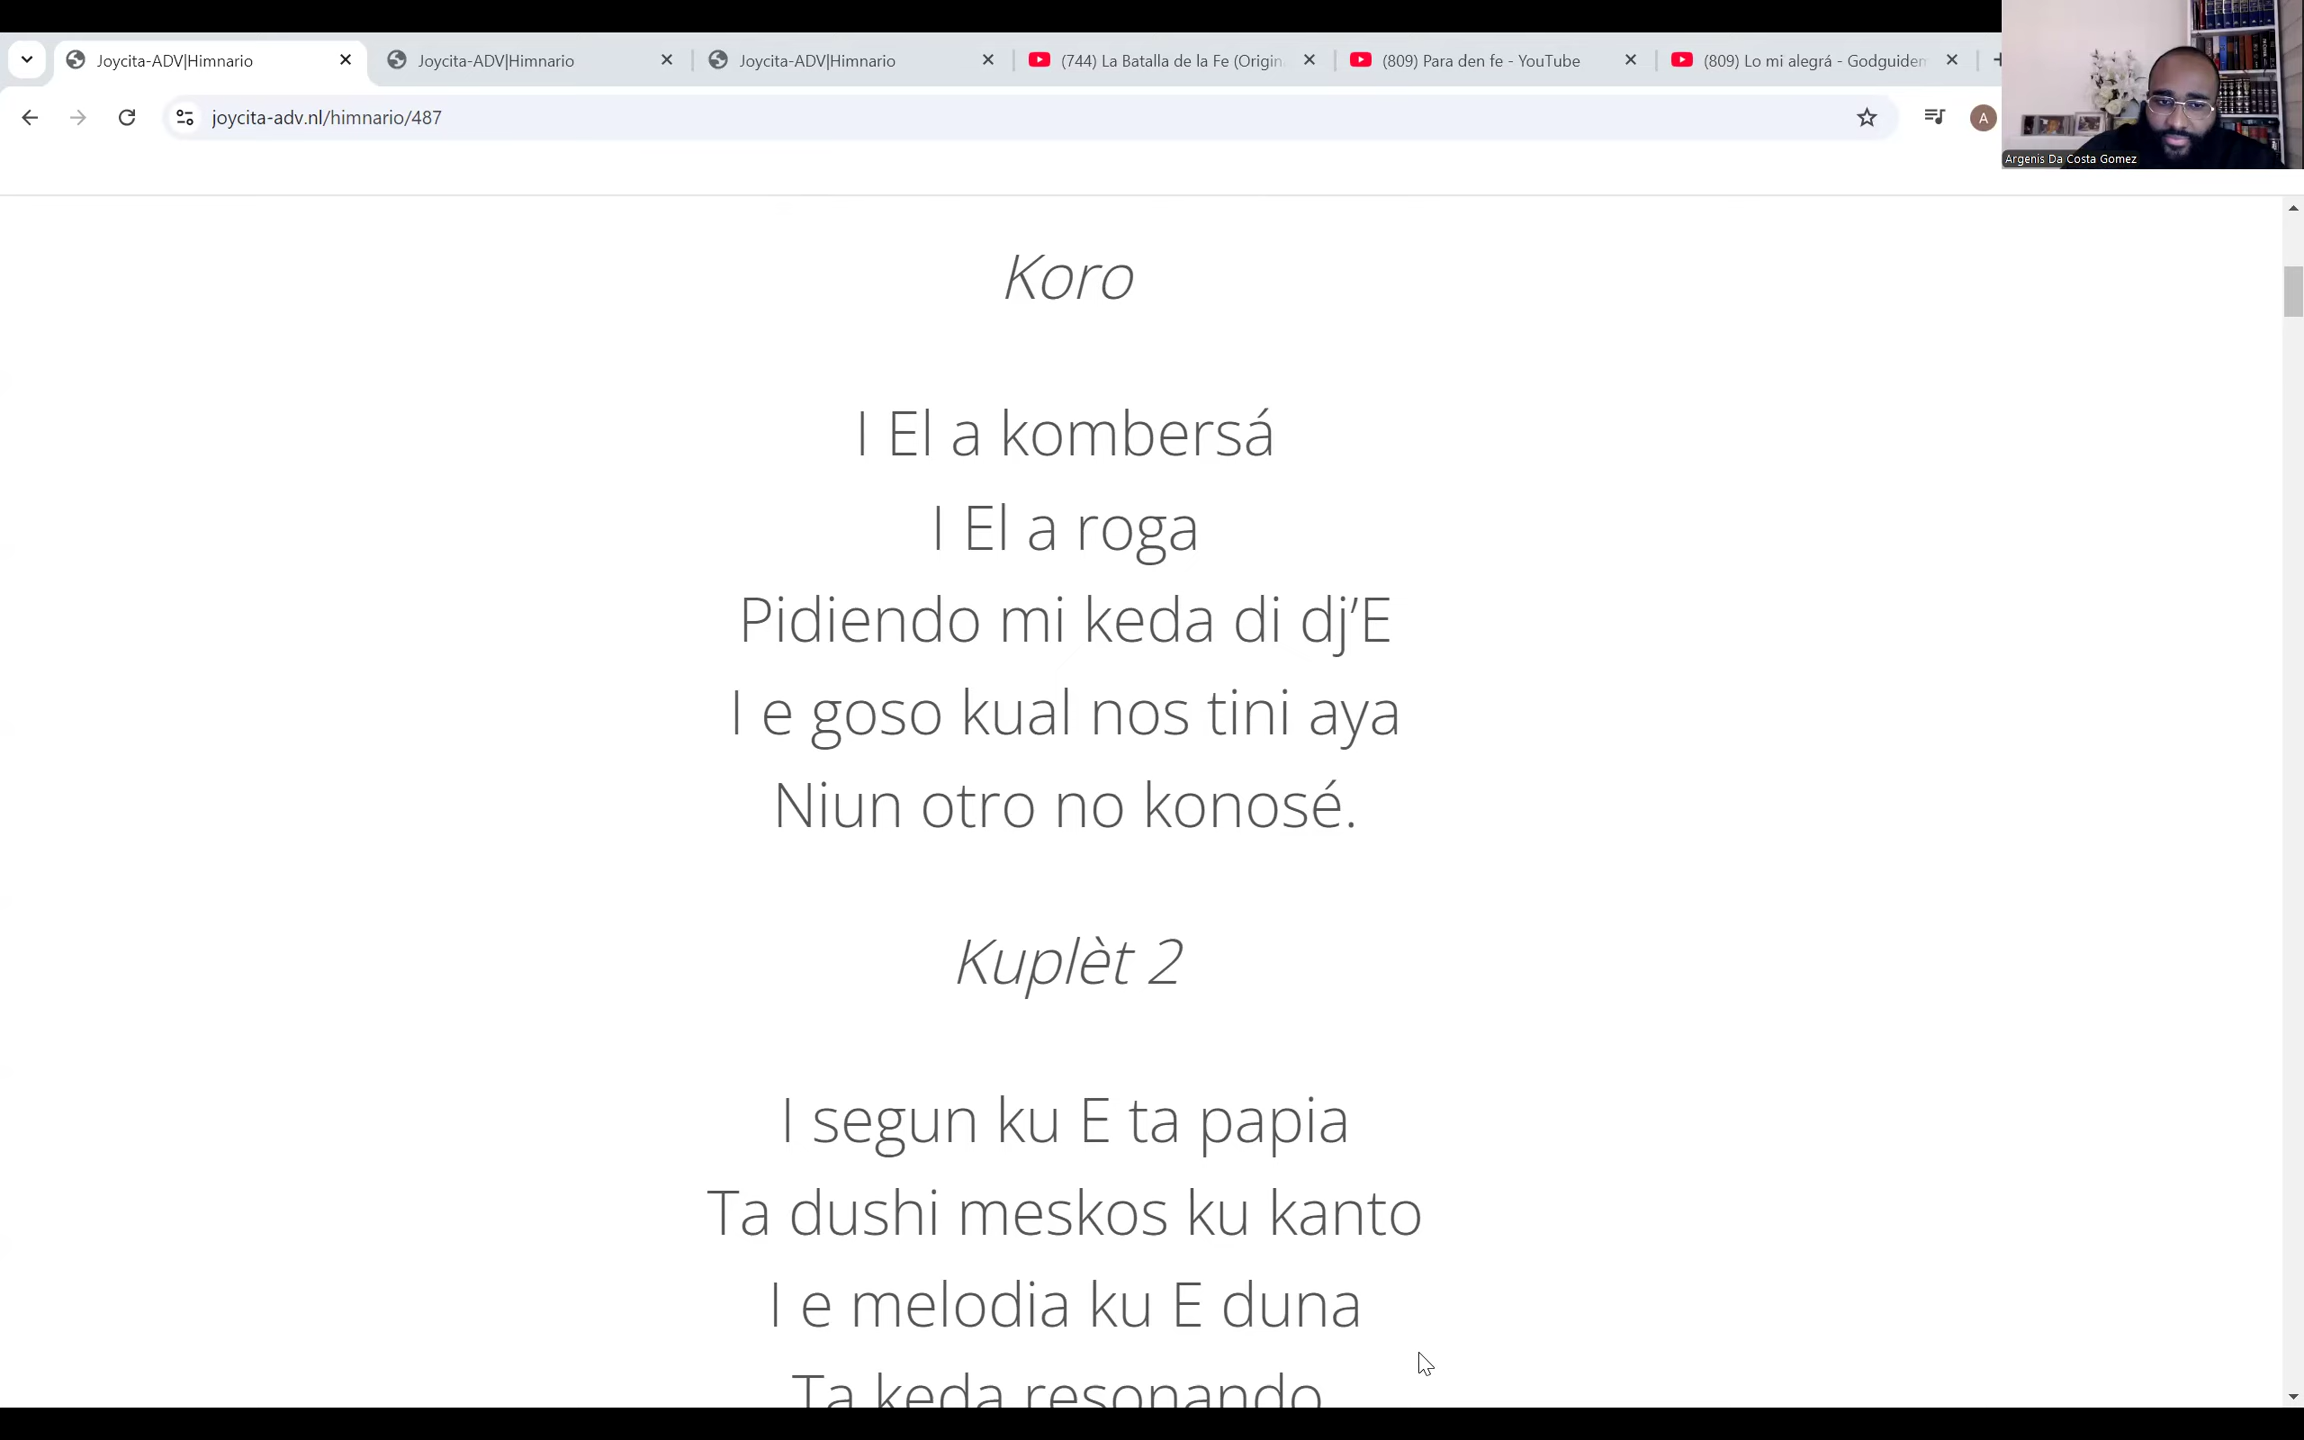 Joycita-ADV|Himnario
Joycita-ADV|Himnario
Joycita-ADV|Himnario
(744) La Batalla de la Fe (Origin
(809) Para den fe - YouTube
(809) Lo mi alegrá - Godguiden
joycita-adv.nl/himnario/487
A
Argenis Da Costa Gomez
Koro
I El a kombersá
I El a roga
Pidiendo mi keda di dj’E
I e goso kual nos tini aya
Niun otro no konosé.
Kuplèt 2
I segun ku E ta papia
Ta dushi meskos ku kanto
I e melodia ku E duna
Ta keda resonando